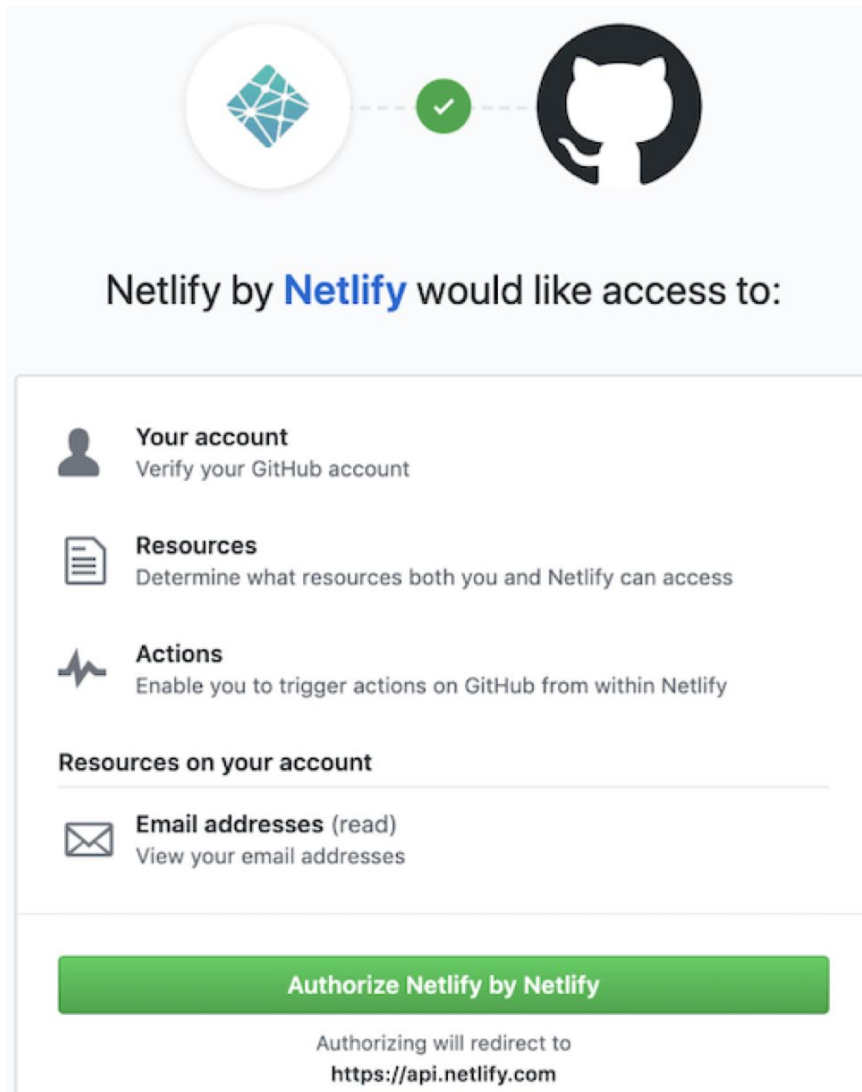 Netlify by Netlify would like access to:
Your account
Verify your GitHub account
Resources
Determine what resources both you and Netlify can access
Actions
Enable you to trigger actions on GitHub from within Netlify
Resources on your account
Email addresses (read)
View your email addresses
Authorize Netlify by Netlify
Authorizing will redirect to
https://api.netlify.com